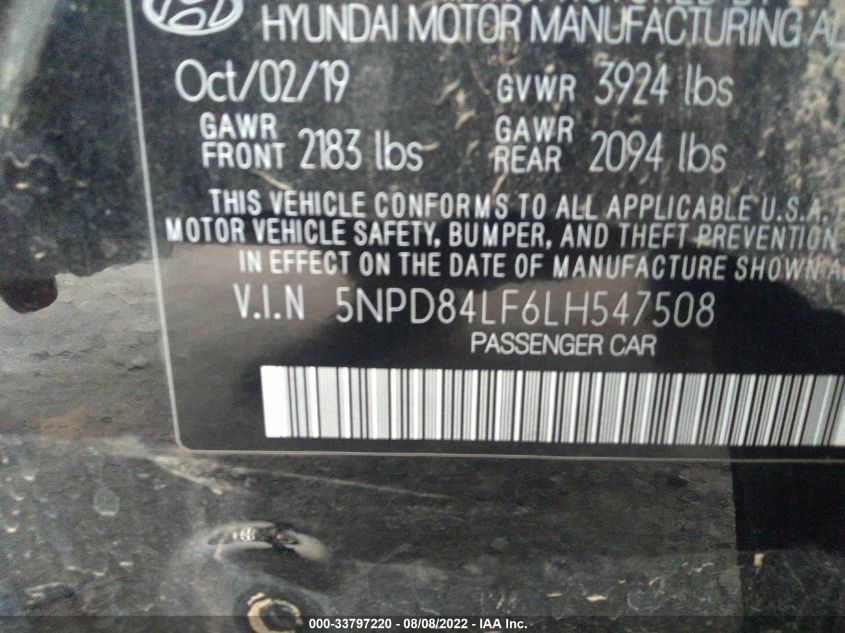 HYUNDAI MOTOR MANUFACTURING AL
Oct/02/19 GVWR 3924 lbs
GAWR FRONT 2183 lbs GAWR REAR 2094 lbs
THIS VEHICLE CONFORMS TO ALL APPLICABLE U.S.A.
MOTOR VEHICLE SAFETY, BUMPER, AND THEFT PREVENTION
IN EFFECT ON THE DATE OF MANUFACTURE SHOWN A
V.I.N 5NPD84LF6LH547508
PASSENGER CAR
000-33797220 - 08/08/2022 - IAA Inc.